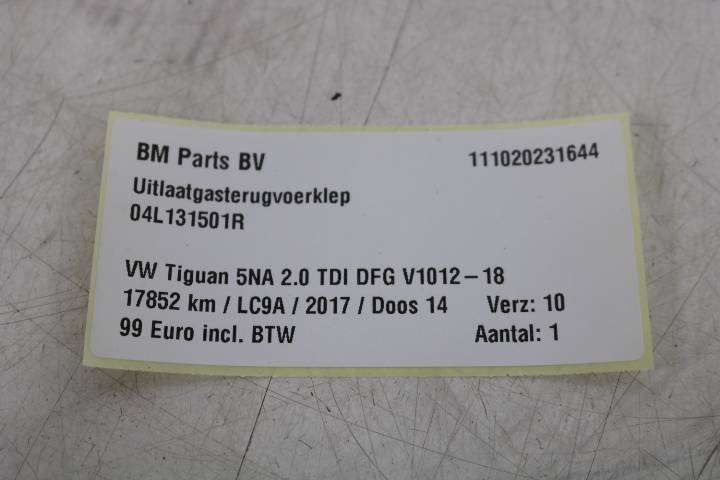 BM Parts BV 111020231644
Uitlaatgasterugvoerklep
04L131501R
VW Tiguan 5NA 2.0 TDI DFG V1012-18
17852 km / LC9A / 2017 / Doos 14 Verz: 10
99 Euro incl. BTW Aantal: 1